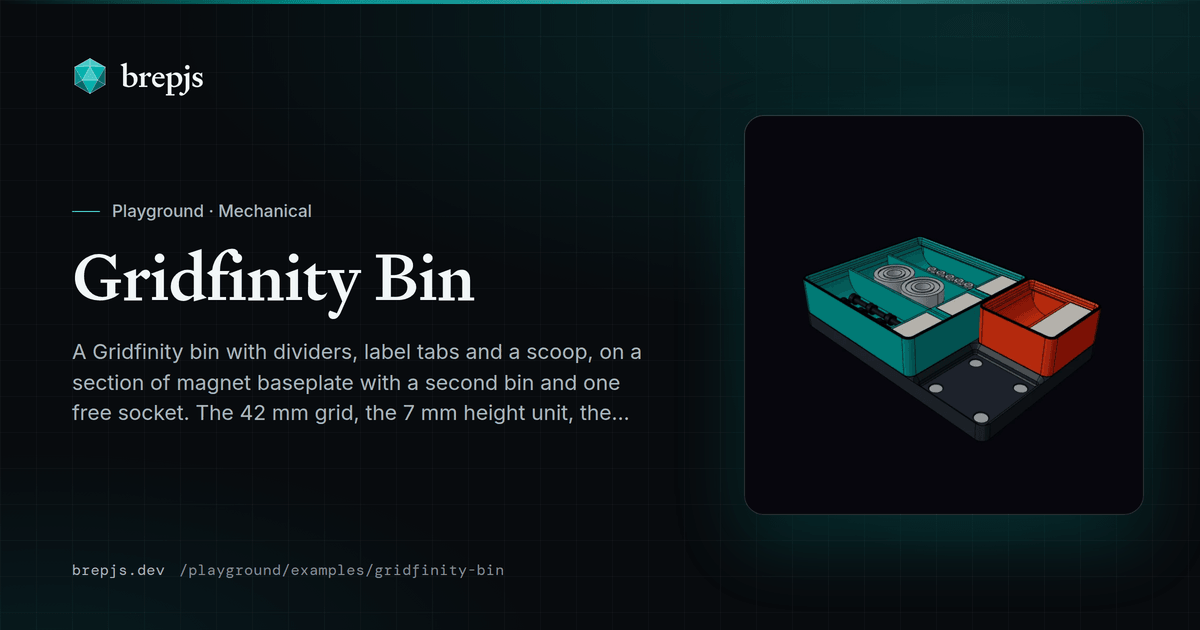 brepjs
Playground · Mechanical
Gridfinity Bin
A Gridfinity bin with dividers, label tabs and a scoop, on a
section of magnet baseplate with a second bin and one
free socket. The 42 mm grid, the 7 mm height unit, the...
brepjs.dev /playground/examples/gridfinity-bin